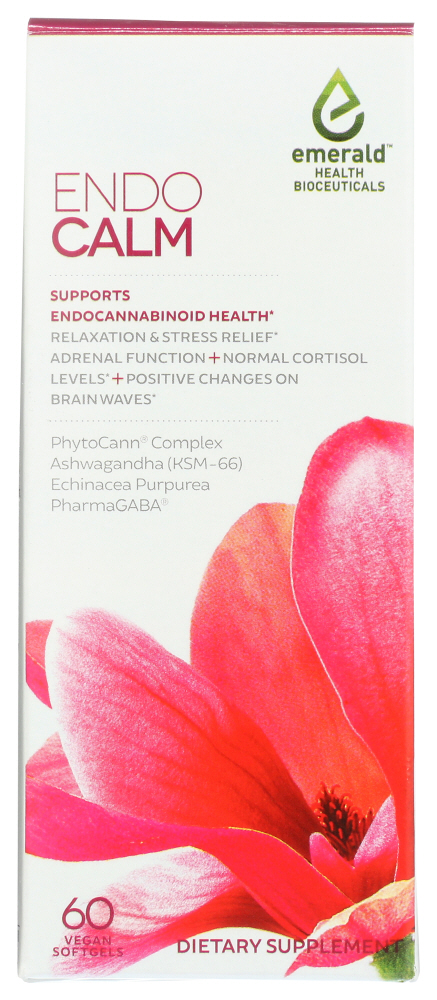 emerald™
HEALTH
BIOCEUTICALS
ENDO
CALM
SUPPORTS
ENDOCANNABINOID HEALTH*
RELAXATION & STRESS RELIEF*
ADRENAL FUNCTION + NORMAL CORTISOL
LEVELS* + POSITIVE CHANGES ON
BRAIN WAVES*
PhytoCann® Complex
Ashwagandha (KSM-66)
Echinacea Purpurea
PharmaGABA®
60
VEGAN
SOFTGELS
DIETARY SUPPLEMENT